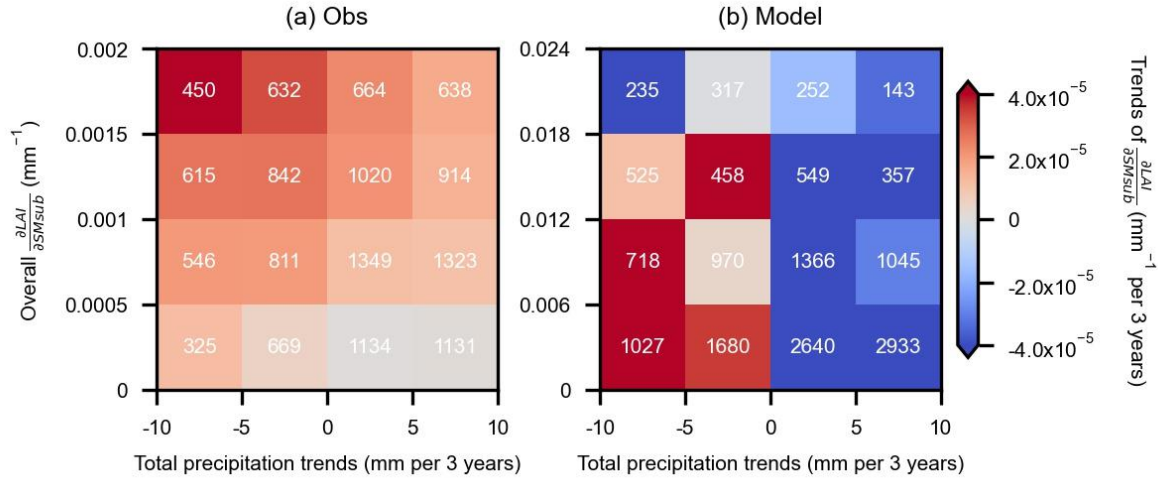 (a) Obs
(b) Model
0.002
0.0015
0.001
0.0005
0
Overall ∂LAI/∂SMsub (mm⁻¹)
450 632 664 638
615 842 1020 914
546 811 1349 1323
325 669 1134 1131
-10 -5 0 5 10
Total precipitation trends (mm per 3 years)
0.024
0.018
0.012
0.006
0
235 317 252 143
525 458 549 357
718 970 1366 1045
1027 1680 2640 2933
-10 -5 0 5 10
Total precipitation trends (mm per 3 years)
4.0x10⁻⁵
2.0x10⁻⁵
0
-2.0x10⁻⁵
-4.0x10⁻⁵
Trends of ∂LAI/∂SMsub (mm⁻¹ per 3 years)